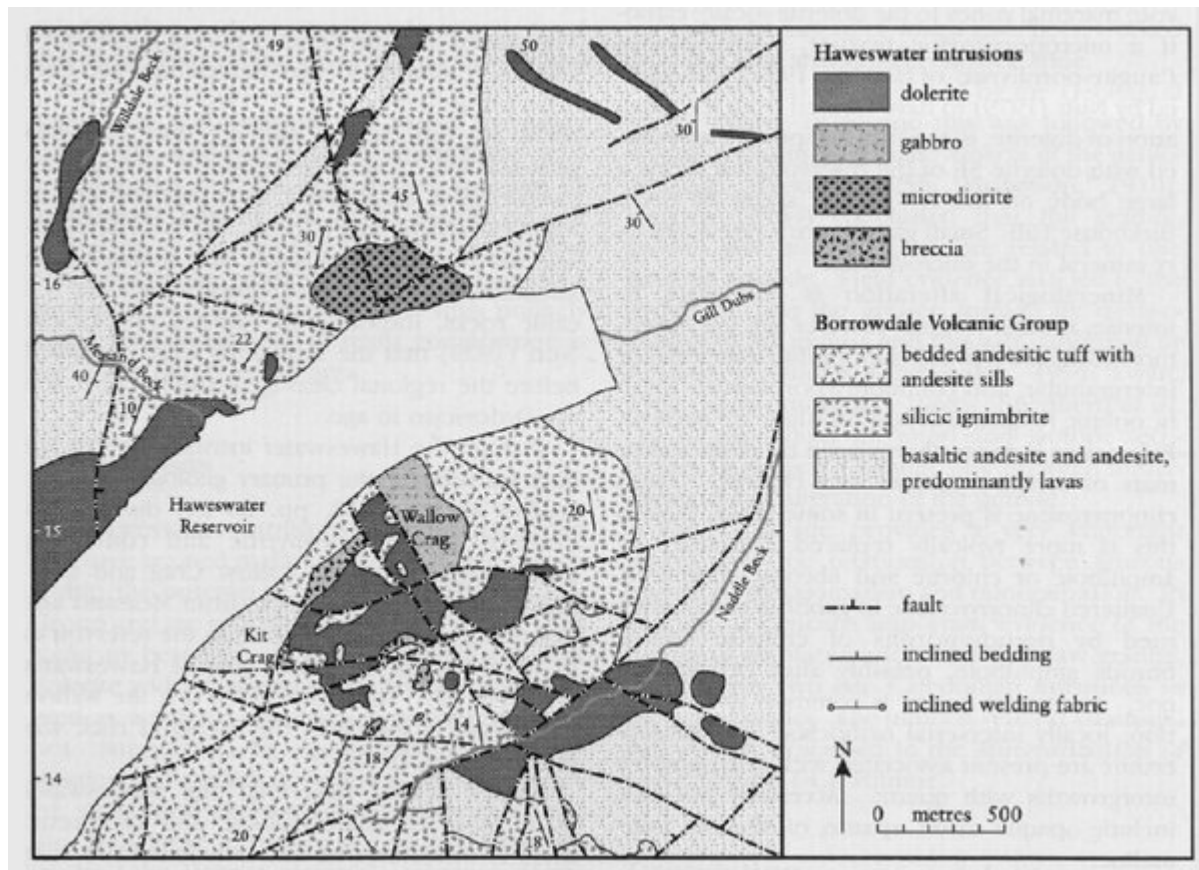 49
50
Haweswater intrusions
dolerite
gabbro
microdiorite
breccia
Willdale Beck
30
45
30
30
16
Gill Dubs
Measand Beck
22
40
10
Borrowdale Volcanic Group
bedded andesitic tuff with
andesite sills
silicic ignimbrite
basaltic andesite and andesite,
predominantly lavas
Haweswater
Reservoir
15
Wallow
Crag
20
Naddle Beck
Kit
Crag
fault
inclined bedding
inclined welding fabric
14
18
14
20
14
18
N
0 metres 500